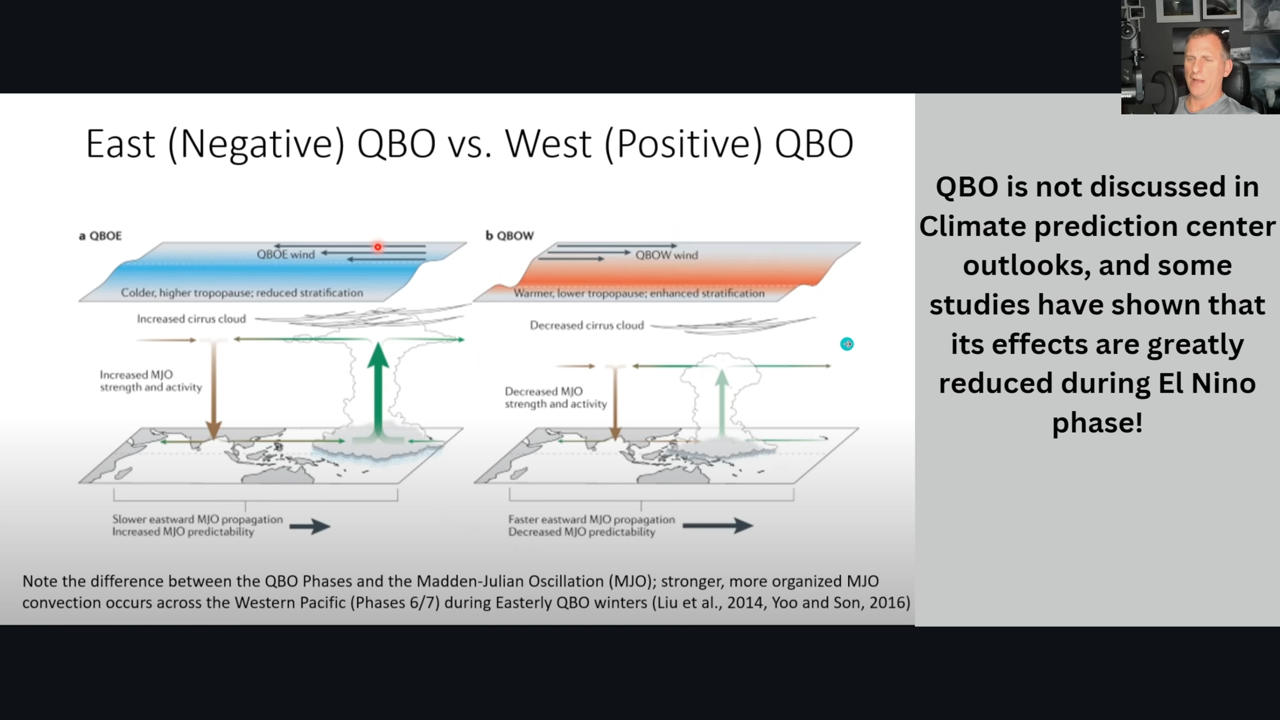 East (Negative) QBO vs. West (Positive) QBO
a QBOE
QBOE wind
Colder, higher tropopause; reduced stratification
Increased cirrus cloud
Increased MJO
strength and activity
Slower eastward MJO propagation
Increased MJO predictability
b QBOW
QBOW wind
Warmer, lower tropopause; enhanced stratification
Decreased cirrus cloud
Decreased MJO
strength and activity
Faster eastward MJO propagation
Decreased MJO predictability
Note the difference between the QBO Phases and the Madden-Julian Oscillation (MJO); stronger, more organized MJO
convection occurs across the Western Pacific (Phases 6/7) during Easterly QBO winters (Liu et al., 2014, Yoo and Son, 2016)
QBO is not discussed in
Climate prediction center
outlooks, and some
studies have shown that
its effects are greatly
reduced during El Nino
phase!